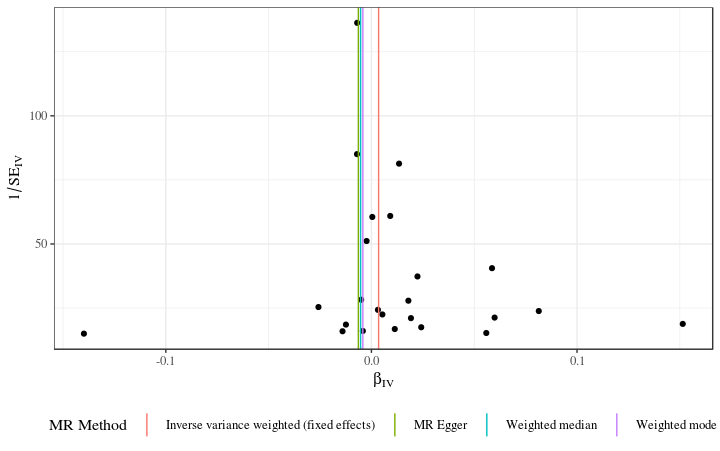 1/SE_IV
100
50
-0.1
0.0
0.1
β_IV
MR Method
Inverse variance weighted (fixed effects)
MR Egger
Weighted median
Weighted mode